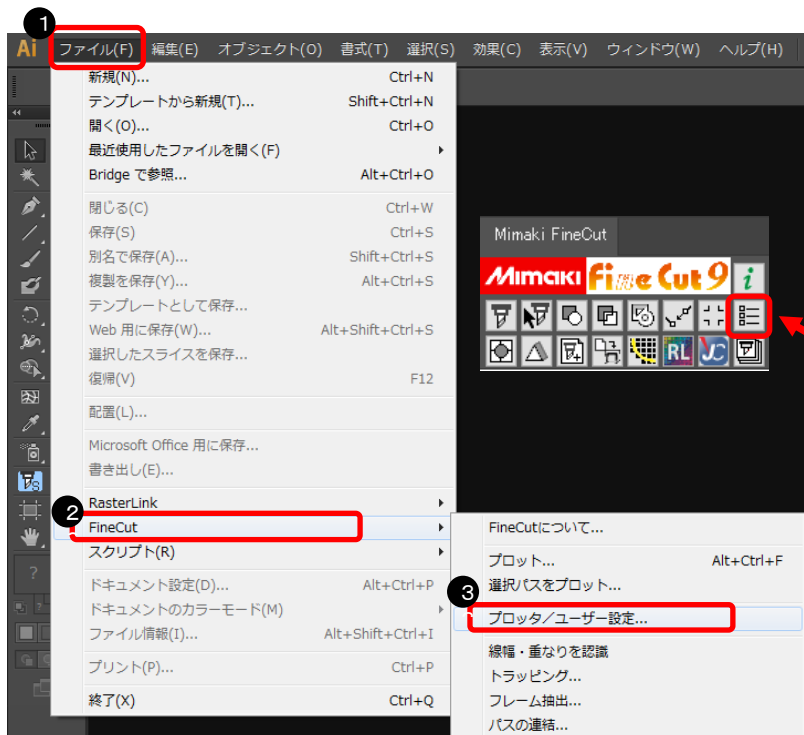 1
Ai ファイル(F) 編集(E) オブジェクト(O) 書式(T) 選択(S) 効果(C) 表示(V) ウィンドウ(W) ヘルプ(H)
新規(N)... Ctrl+N
テンプレートから新規(T)... Shift+Ctrl+N
開く(O)... Ctrl+O
最近使用したファイルを開く(F)
Bridge で参照... Alt+Ctrl+O
閉じる(C) Ctrl+W
保存(S) Ctrl+S
別名で保存(A)... Shift+Ctrl+S
複製を保存(Y)... Alt+Ctrl+S
テンプレートとして保存...
Web 用に保存(W)... Alt+Shift+Ctrl+S
選択したスライスを保存...
復帰(V) F12
配置(L)...
Microsoft Office 用に保存...
書き出し(E)...
RasterLink
2
FineCut
スクリプト(R)
ドキュメント設定(D)... Alt+Ctrl+P
ドキュメントのカラーモード(M)
ファイル情報(I)... Alt+Shift+Ctrl+I
プリント(P)... Ctrl+P
終了(X) Ctrl+Q
Mimaki FineCut
Mimaki Fine Cut 9 i
RL JC
FineCutについて...
プロット... Alt+Ctrl+F
選択パスをプロット...
3
プロッタ/ユーザー設定...
線幅・重なりを認識
トラッピング...
フレーム抽出...
パスの連結...